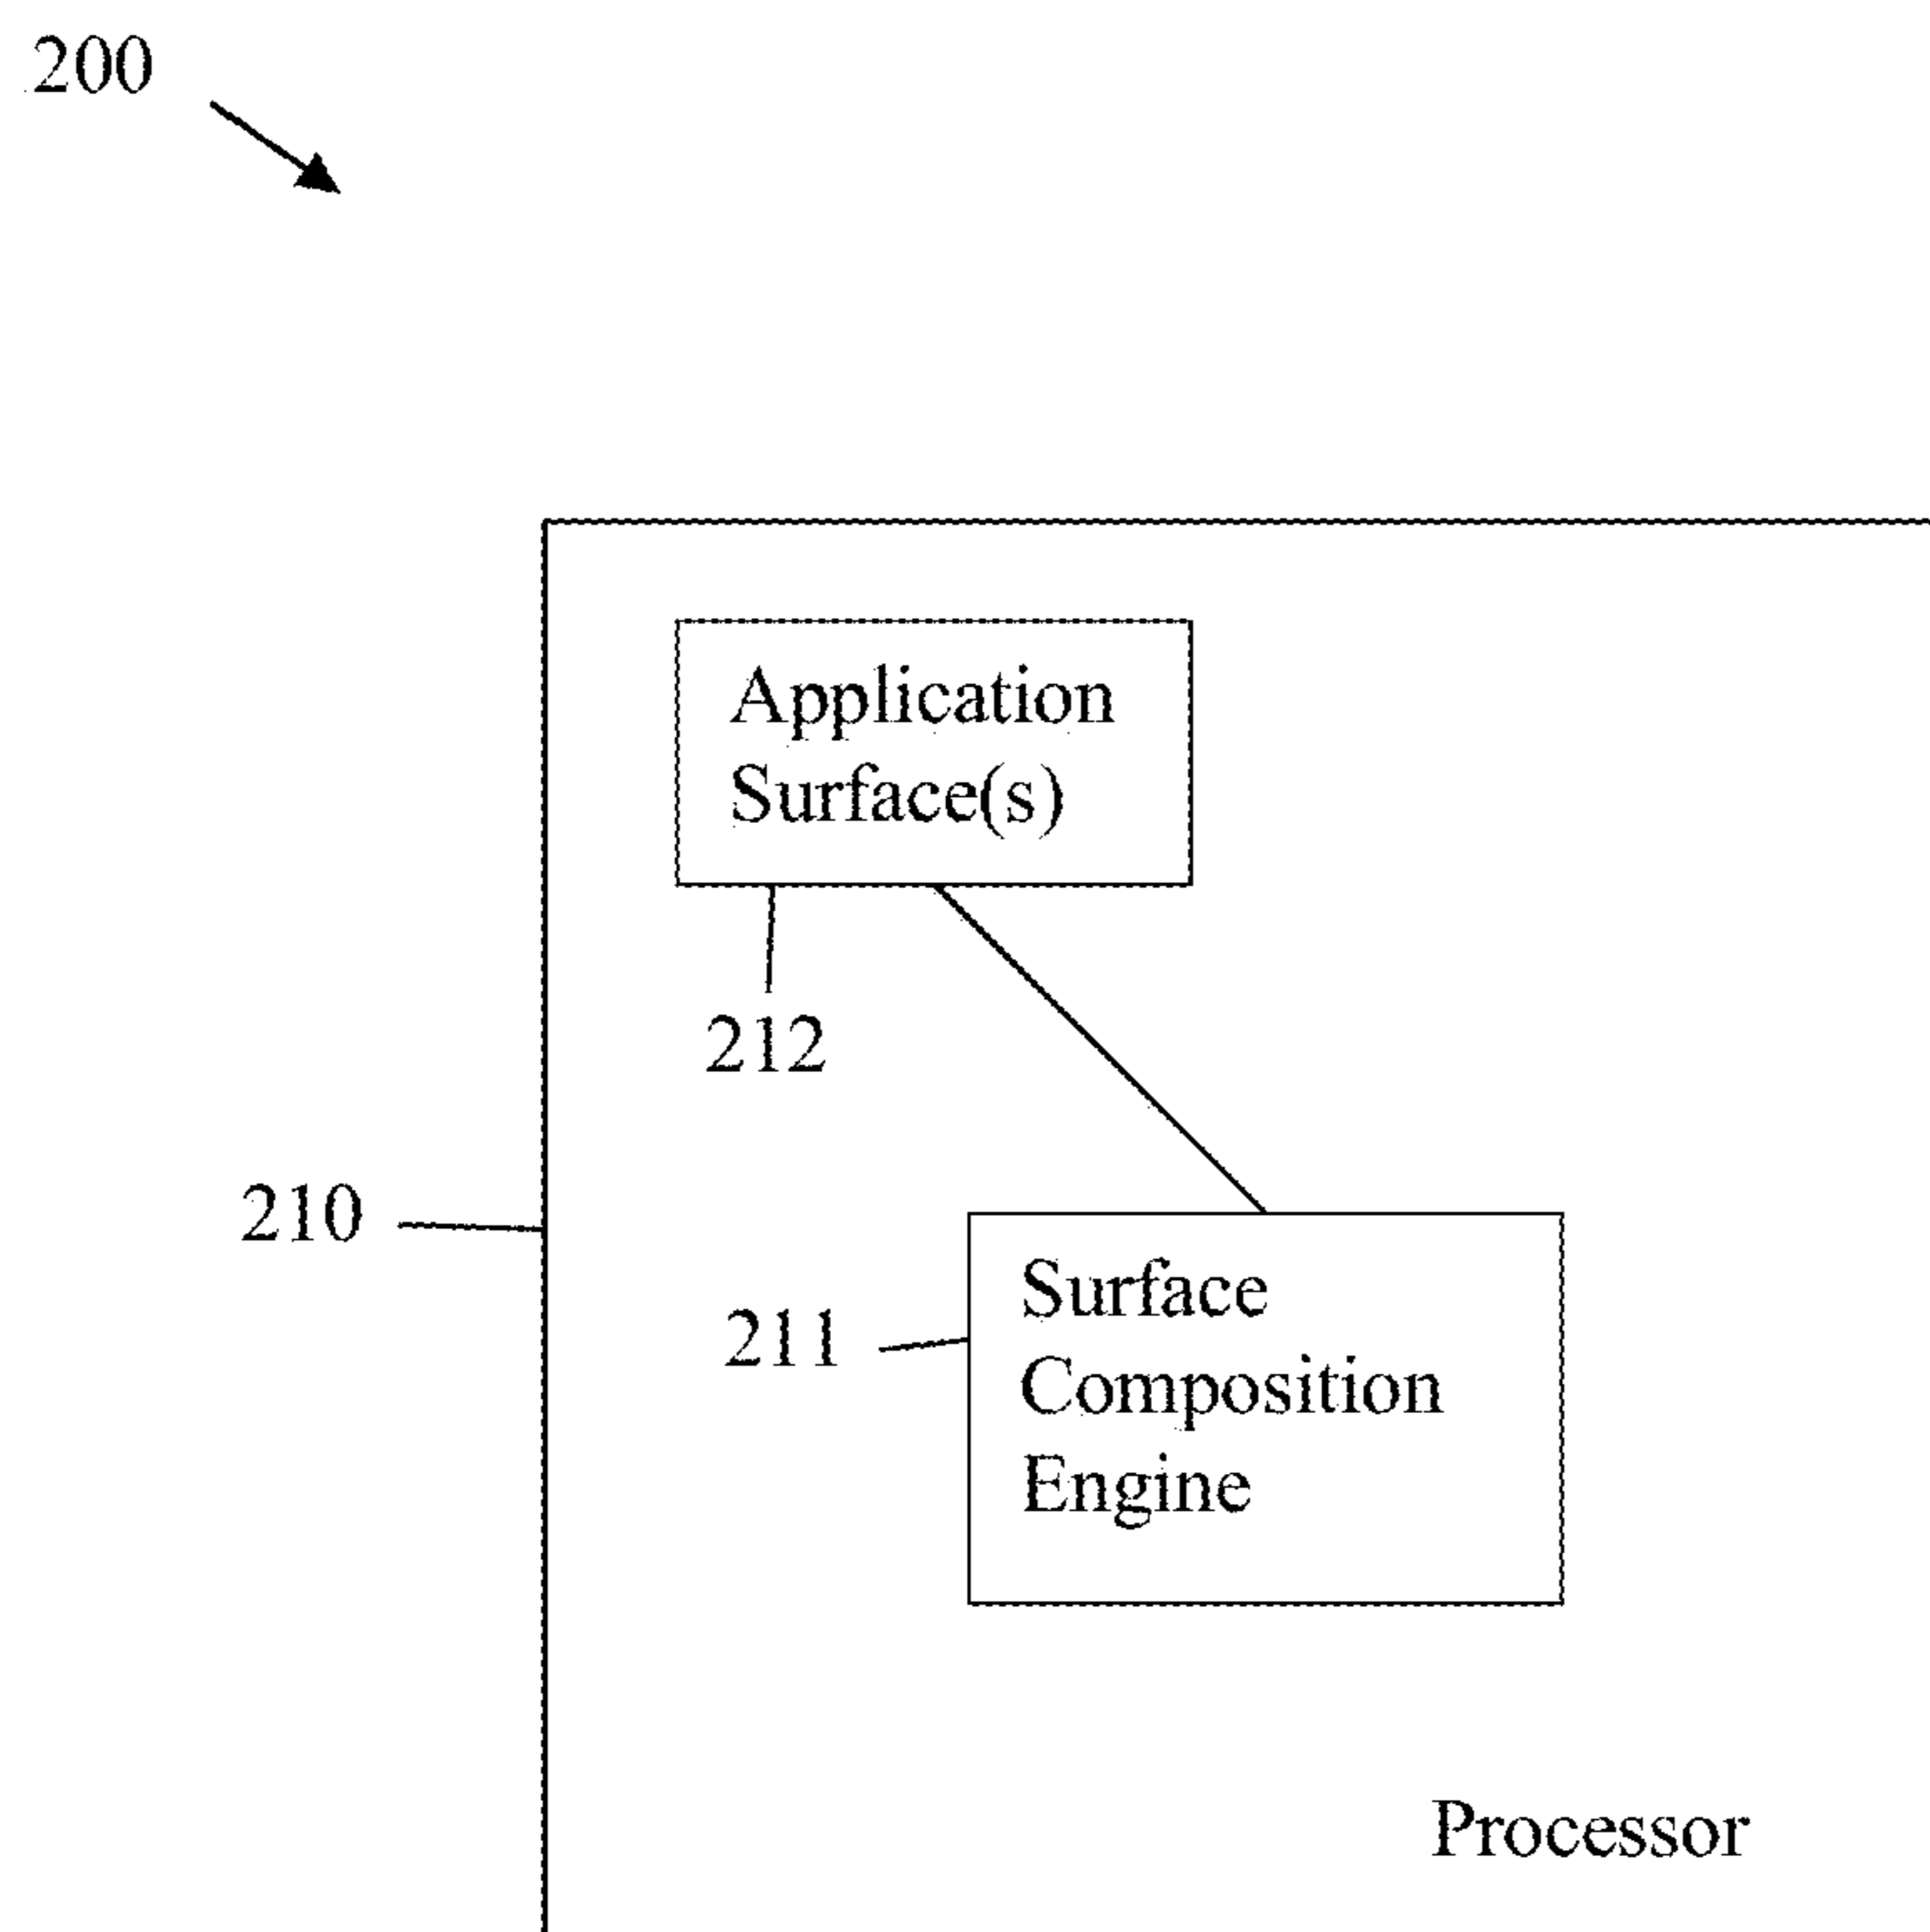 200
Application
Surface(s)
212
210
211
Surface
Composition
Engine
Processor